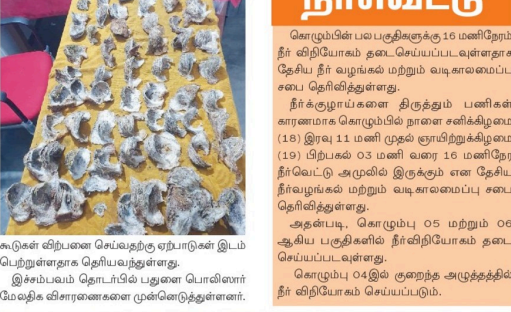 கூடுகள் விற்பனை செய்வதற்கு ஏற்பாடுகள் இடம்
பெற்றுள்ளதாக தெரியவந்துள்ளது.
இச்சம்பவம் தொடர்பில் பதுளை பொலிஸார்
மேலதிக விசாரணைகளை முன்னெடுத்துள்ளனர்.
கொழும்பின் பல பகுதிகளுக்கு 16 மணிநேரம்
நீர் விநியோகம் தடைசெய்யப்படவுள்ளதாக
தேசிய நீர் வழங்கல் மற்றும் வடிகாலமைப்பு
சபை தெரிவித்துள்ளது.
நீர்க்குழாய்களை திருத்தும் பணிகள்
காரணமாக கொழும்பில் நாளை சனிக்கிழமை
(18) இரவு 11 மணி முதல் ஞாயிற்றுக்கிழமை
(19) பிற்பகல் 03 மணி வரை 16 மணிநேர
நீர்வெட்டு அமுலில் இருக்கும் என தேசிய
நீர்வழங்கல் மற்றும் வடிகாலமைப்பு சபை
தெரிவித்துள்ளது.
அதன்படி, கொழும்பு 05 மற்றும் 06
ஆகிய பகுதிகளில் நீர்விநியோகம் தடை
செய்யப்படவுள்ளது.
கொழும்பு 04இல் குறைந்த அழுத்தத்தில்
நீர் விநியோகம் செய்யப்படும்.